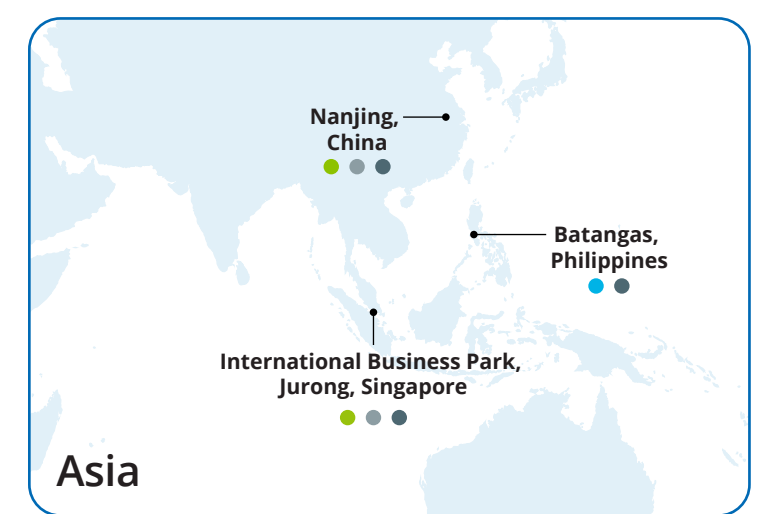 Nanjing,
China
Batangas,
Philippines
International Business Park,
Jurong, Singapore
Asia